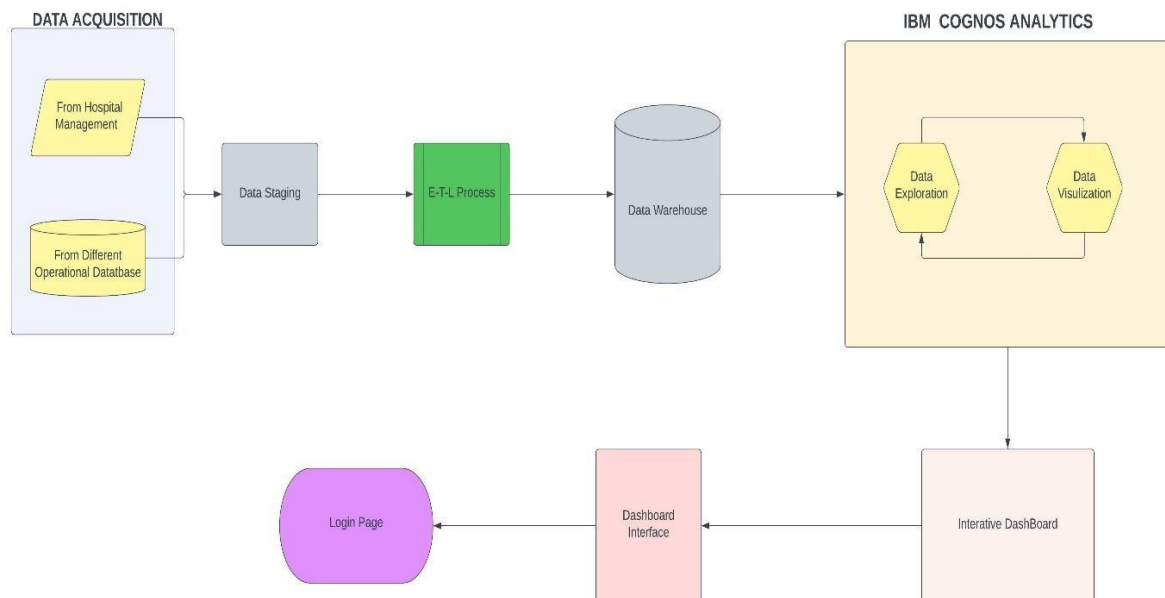 DATA ACQUISITION
IBM COGNOS ANALYTICS
From Hospital
Management
From Different
Operational Datatbase
Data Staging
E-T-L Process
Data Warehouse
Data
Exploration
Data
Visulization
Login Page
Dashboard
Interface
Interative DashBoard